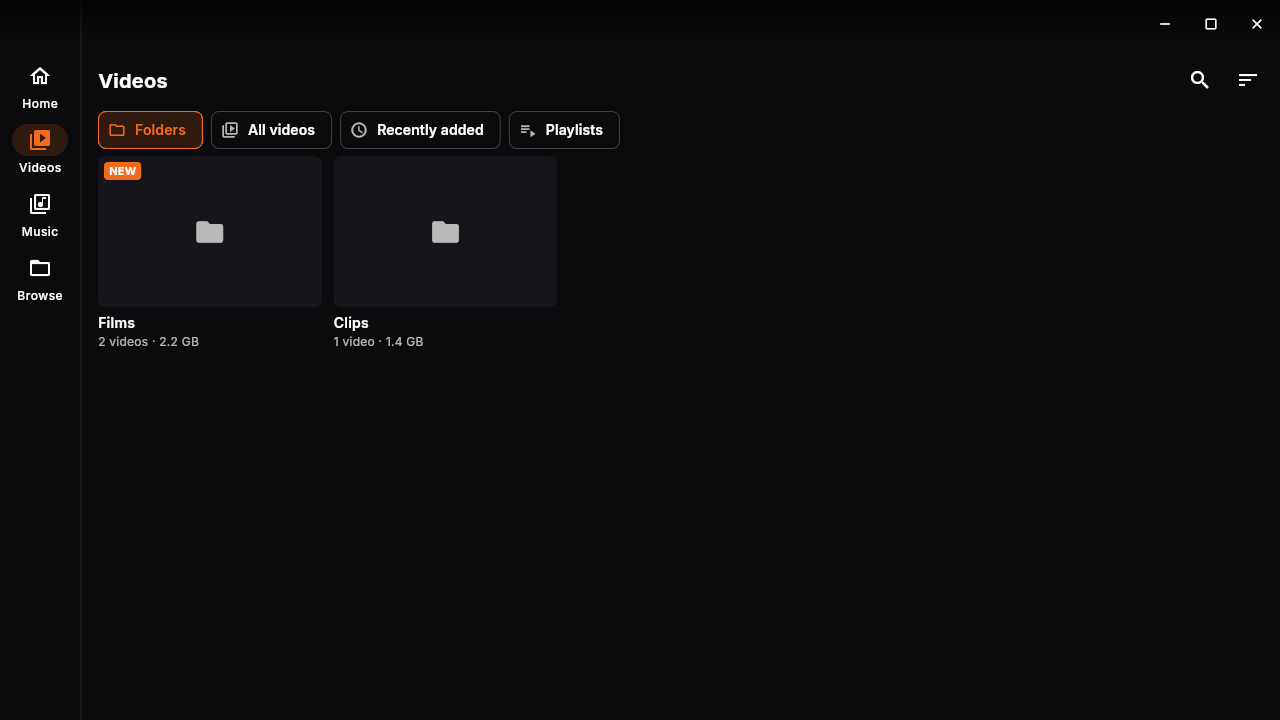 Home
Videos
Music
Browse
Videos
Folders
All videos
Recently added
Playlists
NEW
Films
2 videos · 2.2 GB
Clips
1 video · 1.4 GB